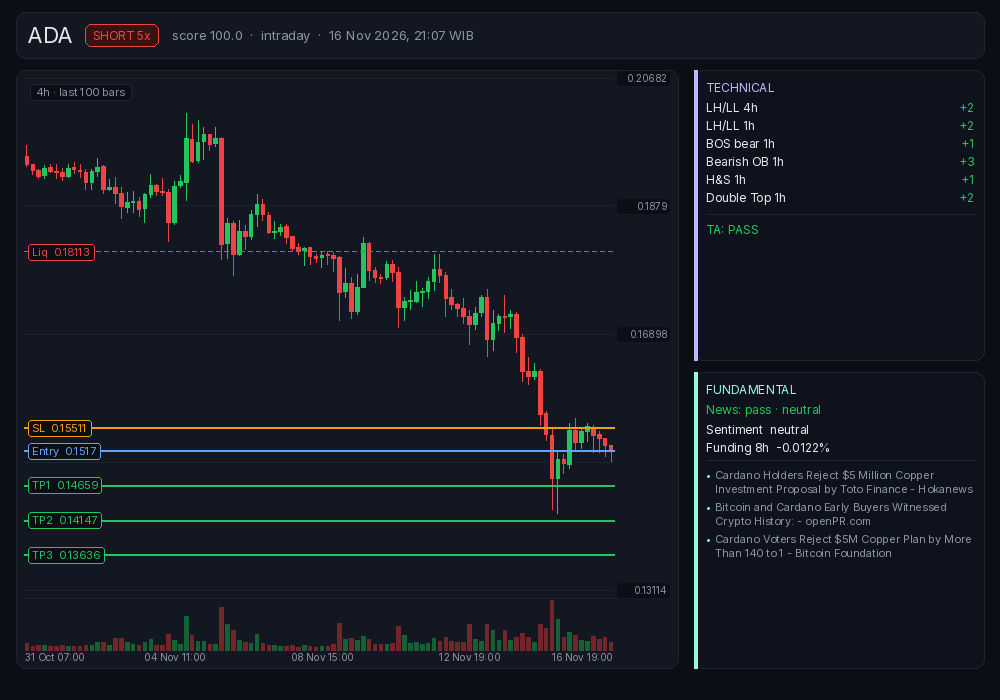 ADA SHORT 5x score 100.0 · intraday · 16 Nov 2026, 21:07 WIB
4h · last 100 bars
0.20682
0.1879
Liq 0.18113
0.16898
SL 0.15511
Entry 0.1517
TP1 0.14659
TP2 0.14147
TP3 0.13636
0.13114
31 Oct 07:00 04 Nov 11:00 08 Nov 15:00 12 Nov 19:00 16 Nov 19:00
TECHNICAL
LH/LL 4h +2
LH/LL 1h +2
BOS bear 1h +1
Bearish OB 1h +3
H&S 1h +1
Double Top 1h +2
TA: PASS
FUNDAMENTAL
News: pass · neutral
Sentiment neutral
Funding 8h -0.0122%
• Cardano Holders Reject $5 Million Copper
Investment Proposal by Toto Finance - Hokanews
• Bitcoin and Cardano Early Buyers Witnessed
Crypto History: - openPR.com
• Cardano Voters Reject $5M Copper Plan by More
Than 140 to 1 - Bitcoin Foundation